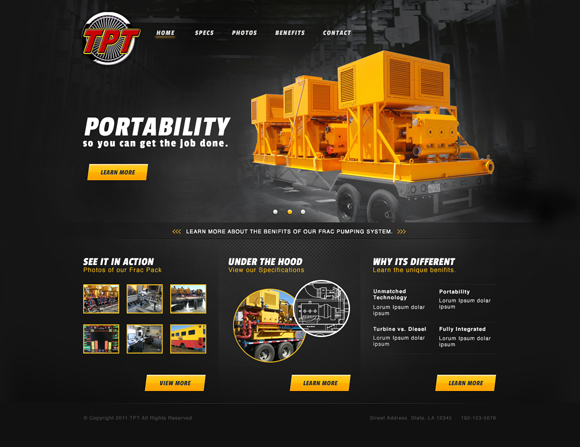 TPT
HOME SPECS PHOTOS BENEFITS CONTACT
PORTABILITY
so you can get the job done.
LEARN MORE
LEARN MORE ABOUT THE BENIFITS OF OUR FRAC PUMPING SYSTEM.
SEE IT IN ACTION
Photos of our Frac Pack
VIEW MORE
UNDER THE HOOD
View our Specifications
LEARN MORE
WHY ITS DIFFERENT
Learn the unique benifits.
Unmatched
Technology
Lorum Ipsum dolar
ipsum
Portability
Lorum Ipsum dolar
ipsum
Turbine vs. Diesel
Lorum Ipsum dolar
ipsum
Fully Integrated
Lorum Ipsum dolar
ipsum
LEARN MORE
© Copyright 2011 TPT All Rights Reserved
Street Address State, LA 10345